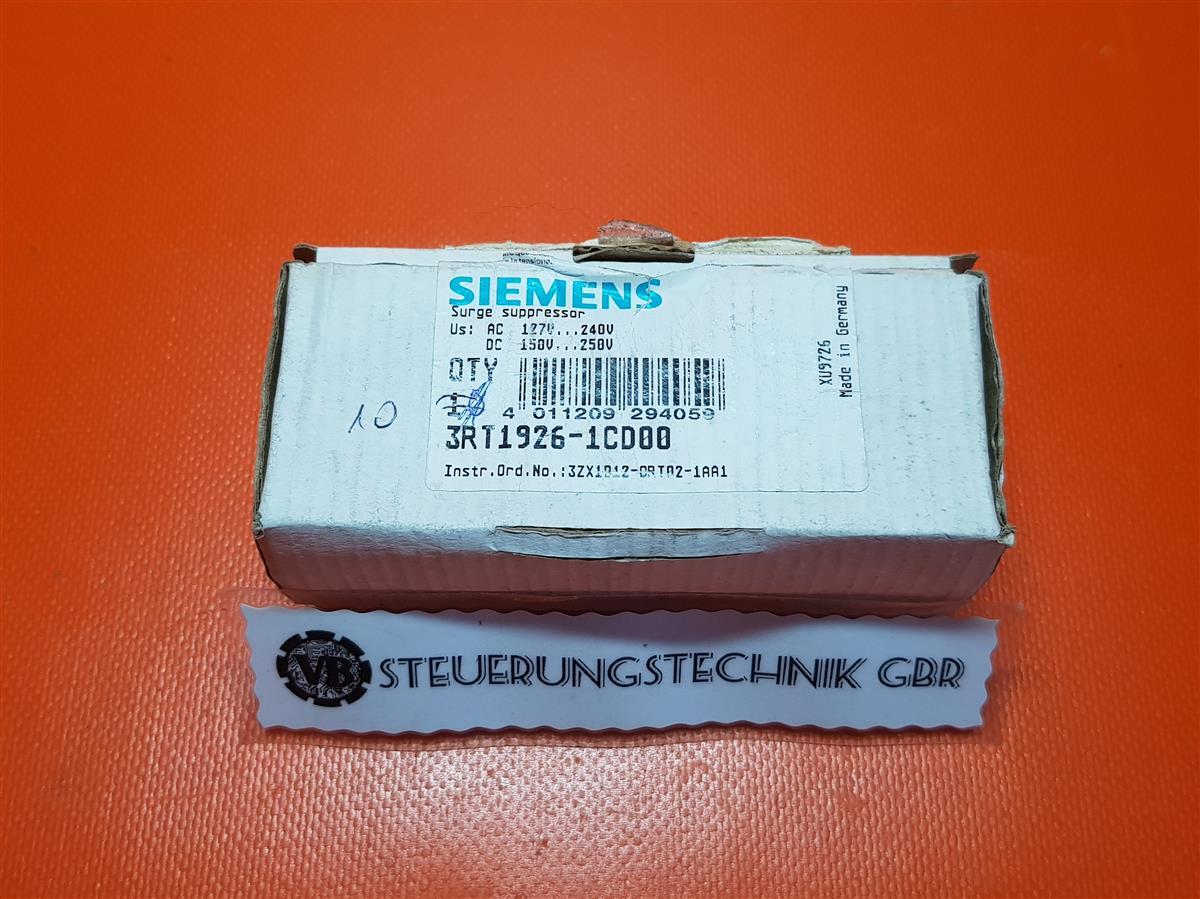 SIEMENS
Surge suppressor
Us: AC 127V...240V
DC 150V...250V
QTY
10
4 011209 294059
3RT1926-1CD00
Instr.Ord.No.:3ZX1012-0RT02-1AA1
XU9726
Made in Germany
VB STEUERUNGSTECHNIK GBR